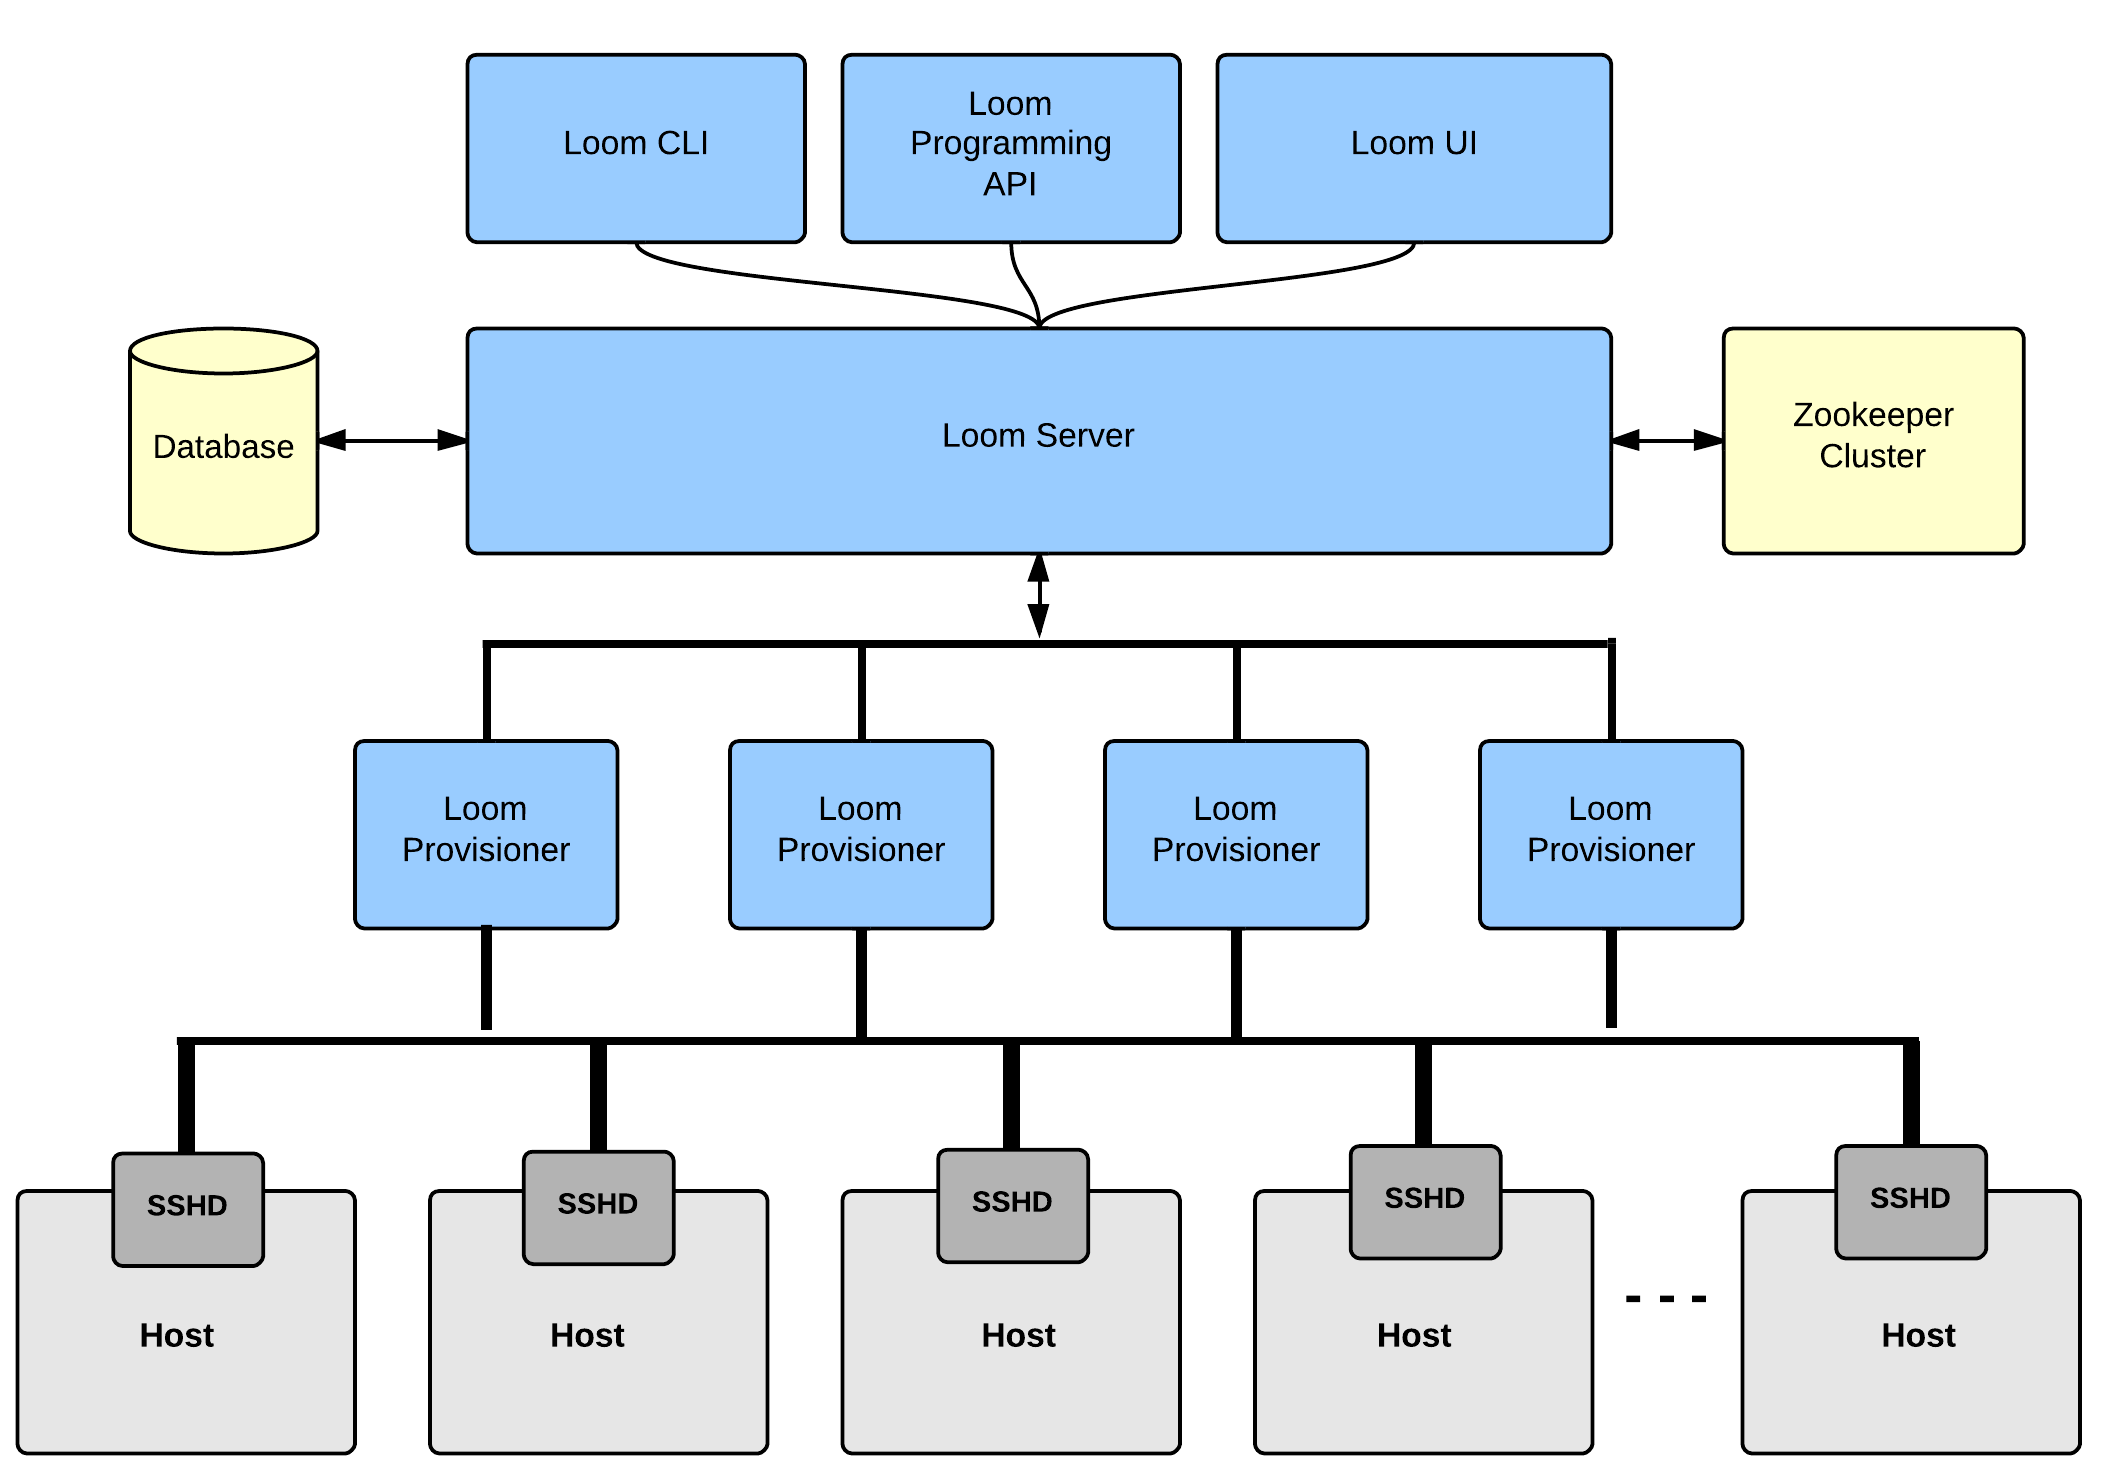 Loom CLI
Loom
Programming
API
Loom UI
Database
Loom Server
Zookeeper
Cluster
Loom
Provisioner
Loom
Provisioner
Loom
Provisioner
Loom
Provisioner
SSHD
Host
SSHD
Host
SSHD
Host
SSHD
Host
- - -
SSHD
Host